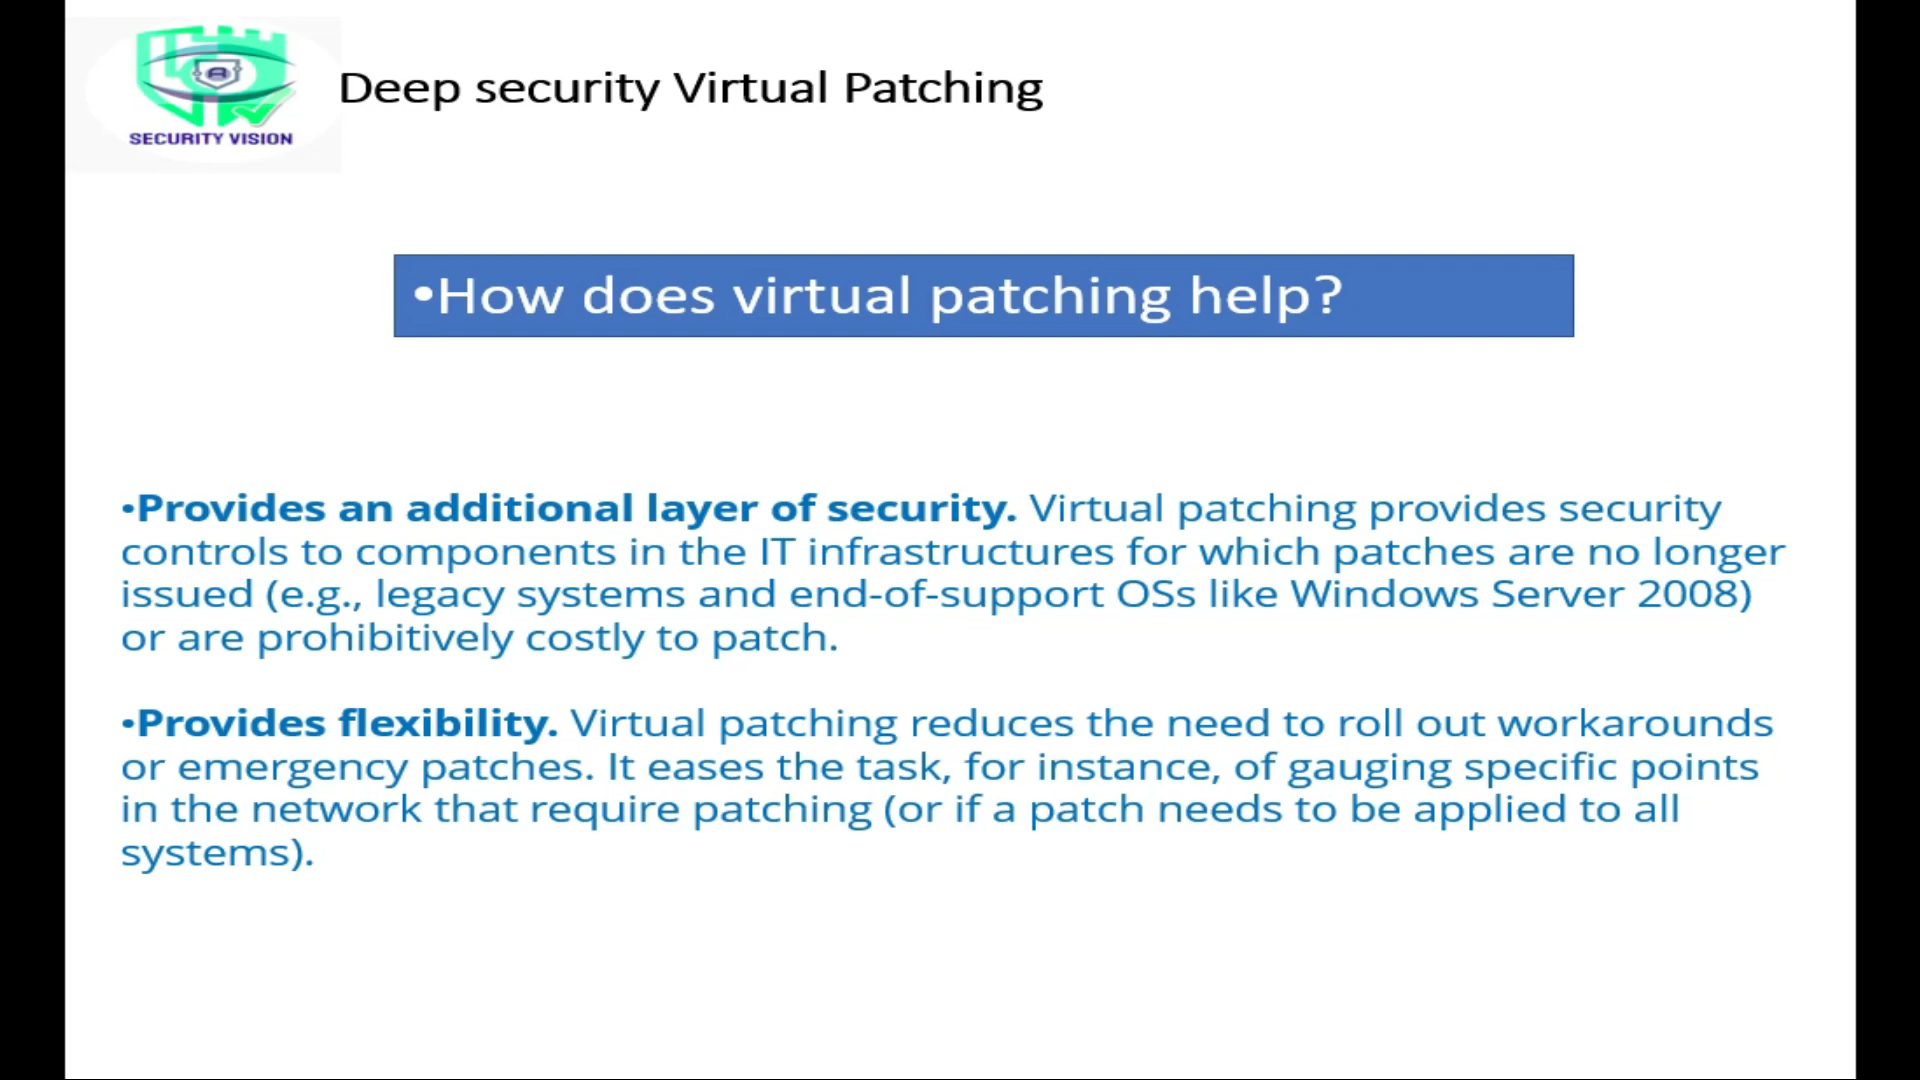 SECURITY VISION
Deep security Virtual Patching
•How does virtual patching help?
•Provides an additional layer of security. Virtual patching provides security
controls to components in the IT infrastructures for which patches are no longer
issued (e.g., legacy systems and end-of-support OSs like Windows Server 2008)
or are prohibitively costly to patch.
•Provides flexibility. Virtual patching reduces the need to roll out workarounds
or emergency patches. It eases the task, for instance, of gauging specific points
in the network that require patching (or if a patch needs to be applied to all
systems).